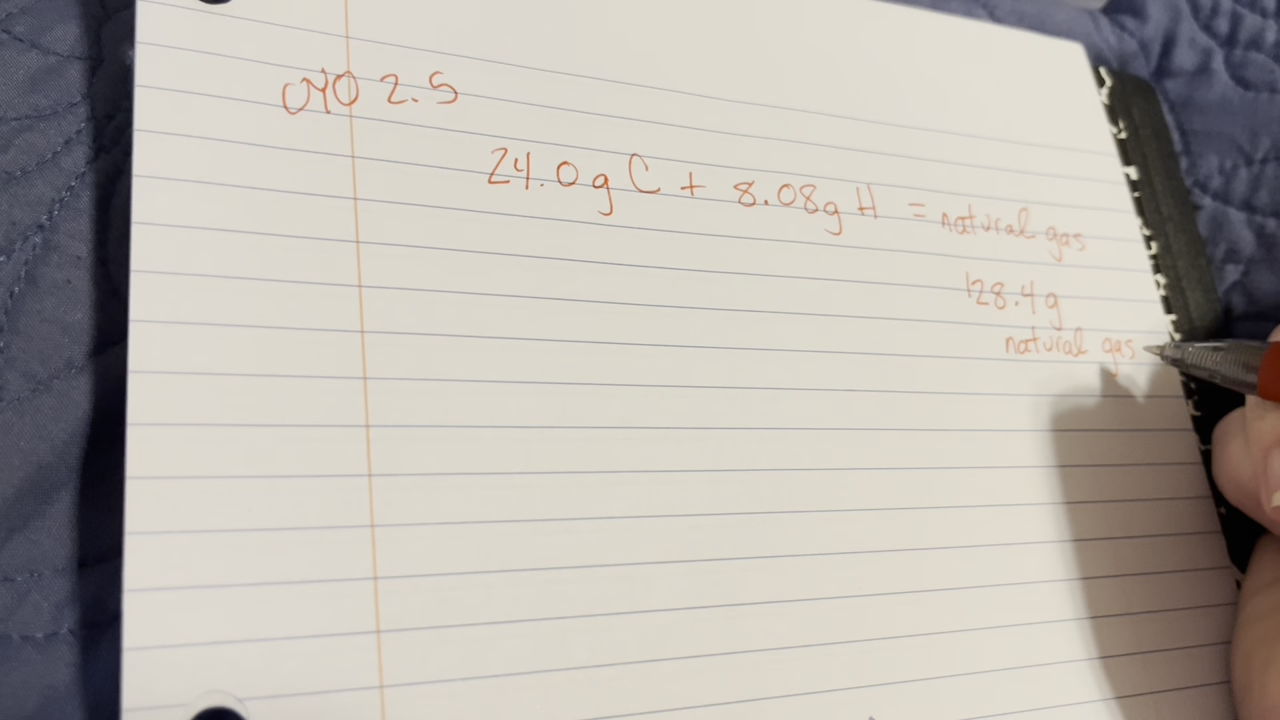 OYO 2.5
24.0g C + 8.08g H = natural gas
128.4g
natural gas